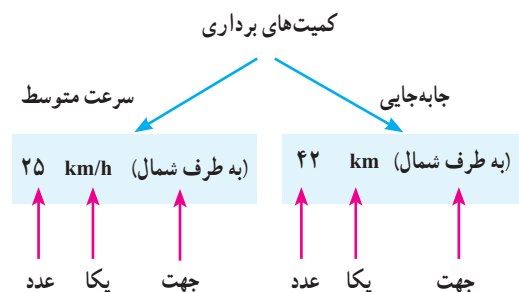 کمیت‌های برداری
جابه‌جایی
سرعت متوسط
۴۲ km (به طرف شمال)
۲۵ km/h (به طرف شمال)
عدد یکا جهت
عدد یکا جهت